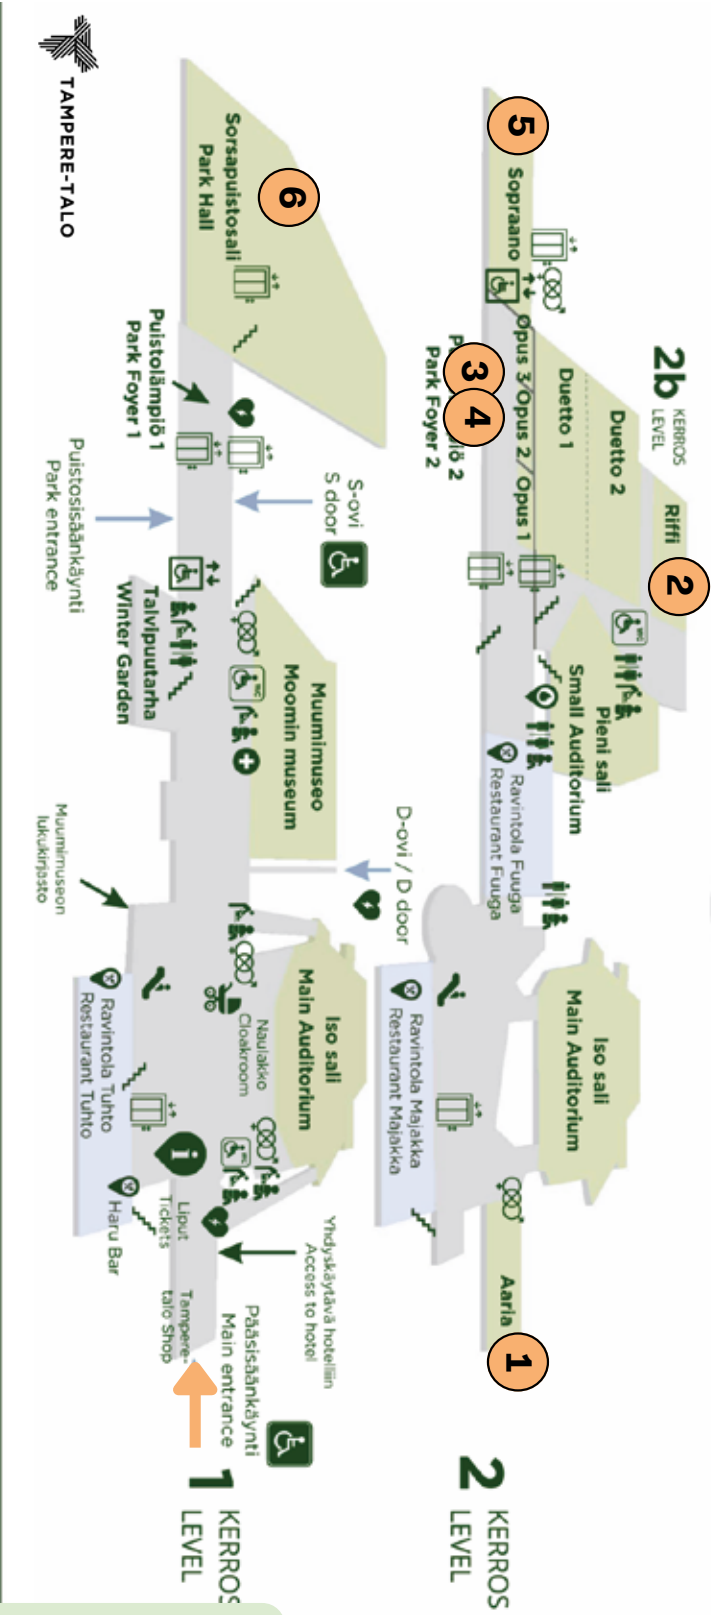 2b KERROS
LEVEL
Riffi
2
Duetto 2
Duetto 1
Opus 3/Opus 2/Opus 1
5
Sopraano
3
4
2
Park Foyer 2
Pieni sali
Small Auditorium
Ravintola Fuuga
Restaurant Fuuga
Iso sali
Main Auditorium
Ravintola Majakka
Restaurant Majakka
Aaria
1
2 KERROS
LEVEL
6
Sorsapuistosali
Park Hall
Puistolämpiö 1
Park Foyer 1
S-ovi
S door
Puistosisäänkäynti
Park entrance
Talvipuutarha
Winter Garden
WC
Muumimuseo
Moomin museum
D-ovi / D door
Muumimuseon
lukukirjasto
Iso sali
Main Auditorium
Naulakko
Cloakroom
Ravintola Tuhto
Restaurant Tuhto
i
Haru Bar
Liput
Tickets
Tampere-
talo Shop
Yhdyskäytävä hotelliin
Access to hotel
Pääsisäänkäynti
Main entrance
1 KERROS
LEVEL
TAMPERE-TALO